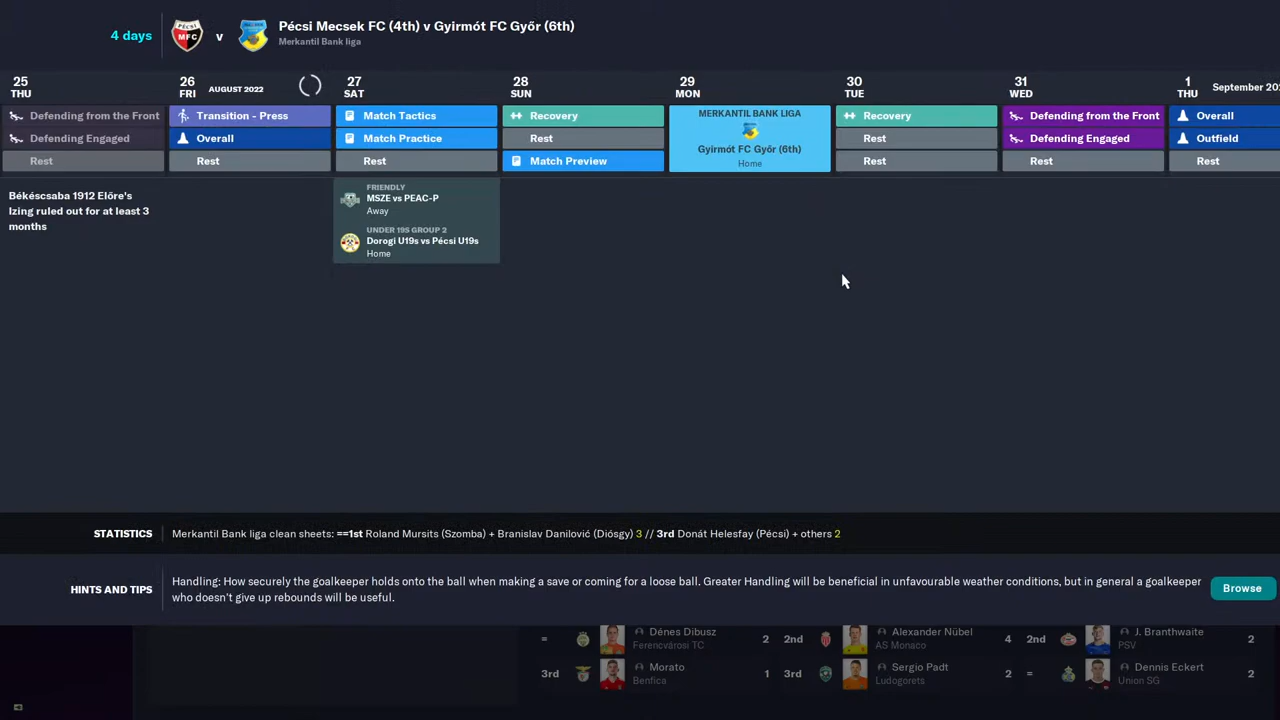 4 days
PÉCSI
MFC
v
Pécsi Mecsek FC (4th) v Gyirmót FC Győr (6th)
Merkantil Bank liga
25
THU
26
FRI
AUGUST 2022
27
SAT
28
SUN
29
MON
30
TUE
31
WED
1
THU
September 202
Defending from the Front
Defending Engaged
Rest
Transition - Press
Overall
Rest
Match Tactics
Match Practice
Rest
Recovery
Rest
Match Preview
MERKANTIL BANK LIGA
Gyirmót FC Győr (6th)
Home
Recovery
Rest
Rest
Defending from the Front
Defending Engaged
Rest
Overall
Outfield
Rest
Békéscsaba 1912 Előre's
Izing ruled out for at least 3
months
FRIENDLY
MSZE vs PEAC-P
Away
UNDER 19S GROUP 2
Dorogi U19s vs Pécsi U19s
Home
STATISTICS
Merkantil Bank liga clean sheets: ==1st Roland Mursits (Szomba) + Branislav Danilović (Diósgy) 3 // 3rd Donát Helesfay (Pécsi) + others 2
HINTS AND TIPS
Handling: How securely the goalkeeper holds onto the ball when making a save or coming for a loose ball. Greater Handling will be beneficial in unfavourable weather conditions, but in general a goalkeeper
who doesn't give up rebounds will be useful.
Browse
= Dénes Dibusz 2
Ferencvárosi TC
2nd Alexander Nübel 4
AS Monaco
2nd J. Branthwaite 2
PSV
3rd Morato 1
Benfica
3rd Sergio Padt 2
Ludogorets
= Dennis Eckert 2
Union SG